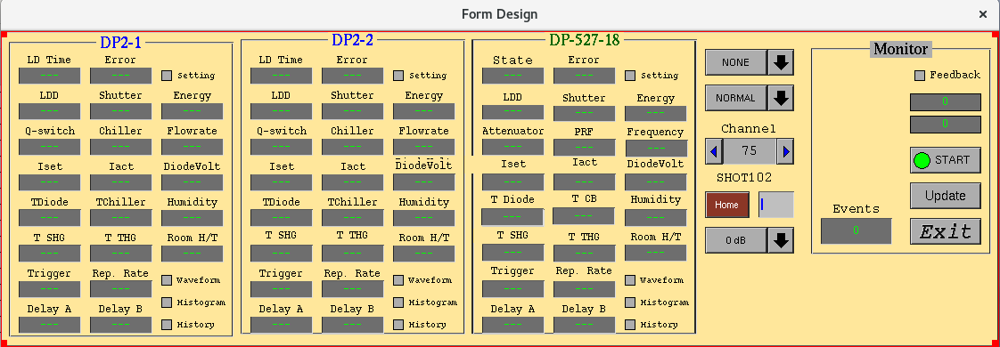 Form Design
×
DP2-1
LD Time Error
--- --- Setting
LDD Shutter Energy
--- --- ---
Q-switch Chiller Flowrate
--- --- ---
Iset Iact DiodeVolt
--- --- ---
TDiode TChiller Humidity
--- --- ---
T SHG T THG Room H/T
--- --- ---
Trigger Rep. Rate
--- --- Waveform
Histogram
Delay A Delay B
--- --- History
DP2-2
LD Time Error
--- --- Setting
LDD Shutter Energy
--- --- ---
Q-switch Chiller Flowrate
--- --- ---
Iset Iact DiodeVolt
--- --- ---
TDiode TChiller Humidity
--- --- ---
T SHG T THG Room H/T
--- --- ---
Trigger Rep. Rate
--- --- Waveform
Histogram
Delay A Delay B
--- --- History
DP-527-18
State Error
--- --- Setting
LDD Shutter Energy
--- --- ---
Attenuator PRF Frequency
--- --- ---
Iset Iact DiodeVolt
--- --- ---
T Diode T CB Humidity
--- --- ---
T SHG T THG Room H/T
--- --- ---
Trigger Rep. Rate
--- --- Waveform
Histogram
Delay A Delay B
--- --- History
NONE
NORMAL
Channel
75
SHOT102
Home
0 dB
Monitor
Feedback
0
0
START
Update
Events
0
Exit